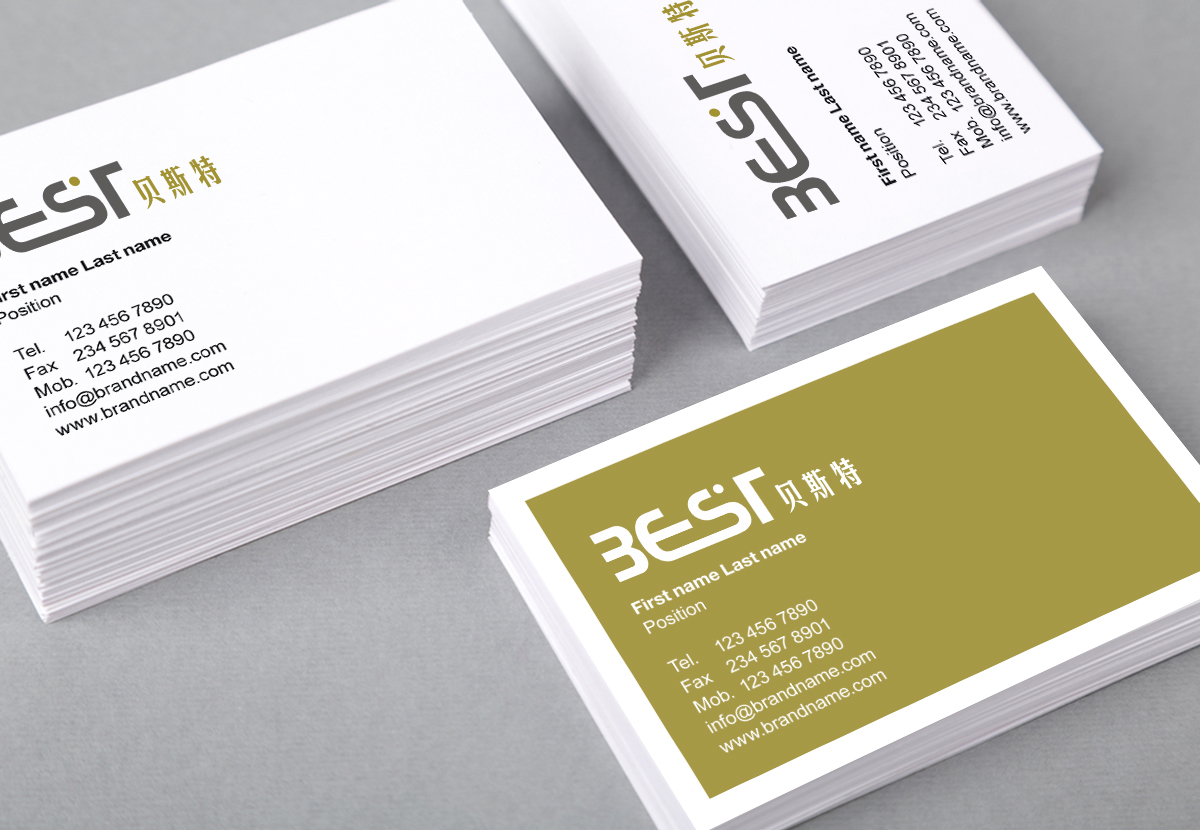 BEST 贝斯特
First name Last name
Position
Tel. 123 456 7890
Fax 234 567 8901
Mob. 123 456 7890
info@brandname.com
www.brandname.com
BEST 贝斯特
First name Last name
Position
Tel. 123 456 7890
Fax 234 567 8901
Mob. 123 456 7890
info@brandname.com
www.brandname.com
BEST 贝斯特
First name Last name
Position
Tel. 123 456 7890
Fax 234 567 8901
Mob. 123 456 7890
info@brandname.com
www.brandname.com